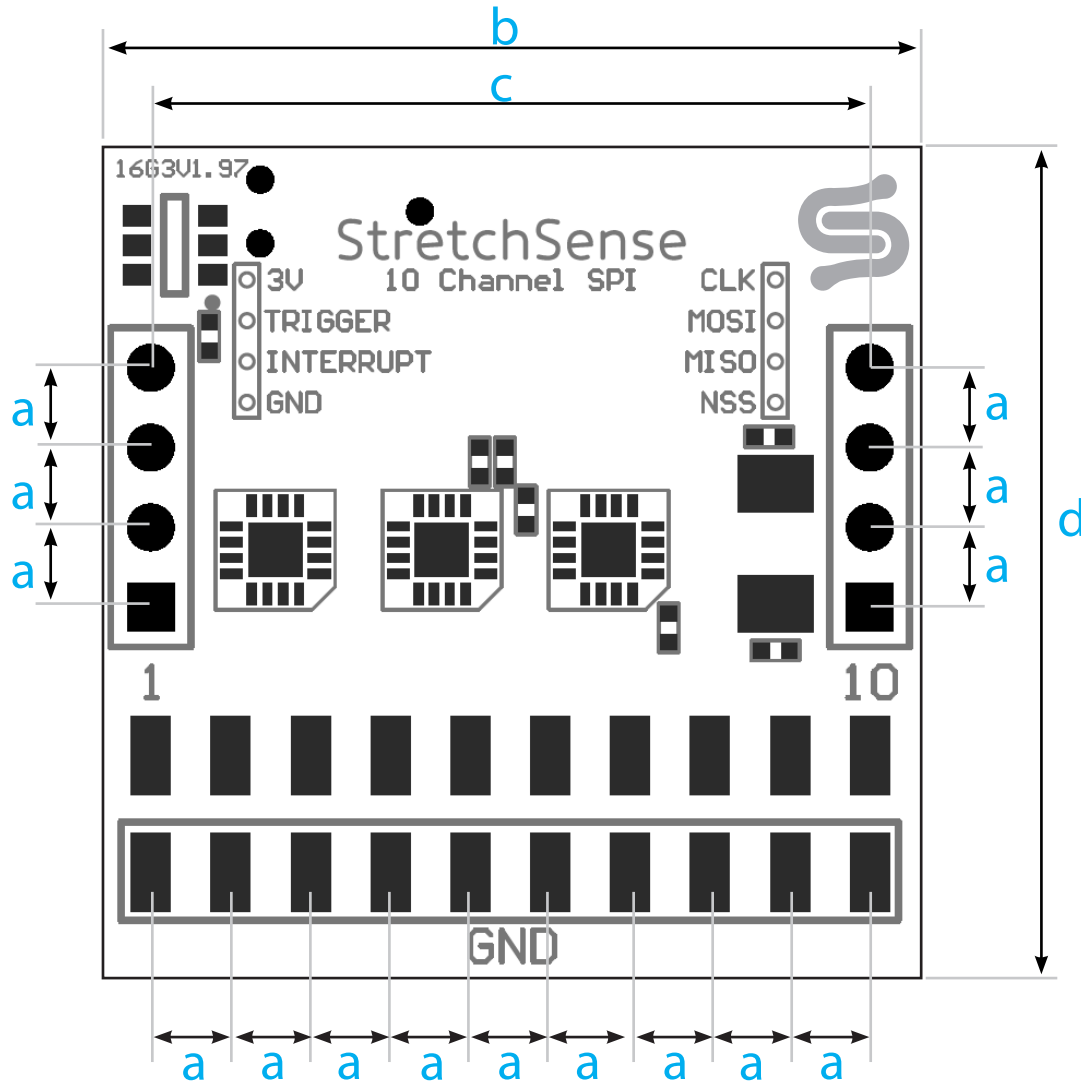 b
c
16G3V1.97
StretchSense
10 Channel SPI
3V
TRIGGER
INTERRUPT
GND
CLK
MOSI
MISO
NSS
a
a
a
a
a
a
d
1
10
GND
a
a
a
a
a
a
a
a
a